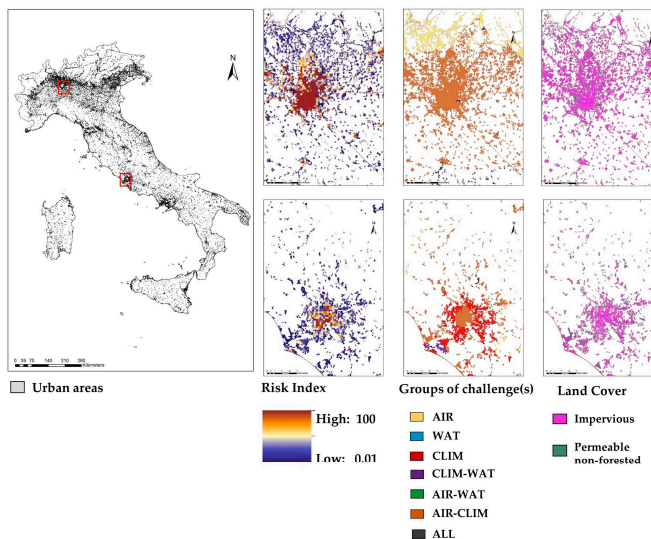 N
0 35 70 140 210 280
Kilometers
Urban areas
Risk Index
High: 100
Low: 0.01
Groups of challenge(s)
AIR
WAT
CLIM
CLIM-WAT
AIR-WAT
AIR-CLIM
ALL
Land Cover
Impervious
Permeable
non-forested